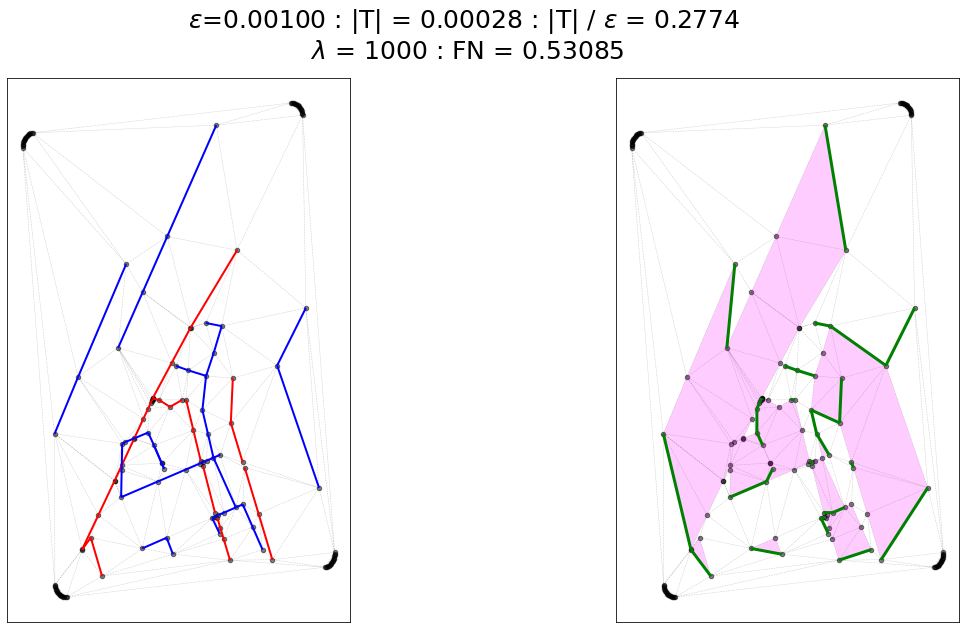 ε=0.00100 : |T| = 0.00028 : |T| / ε = 0.2774
λ = 1000 : FN = 0.53085